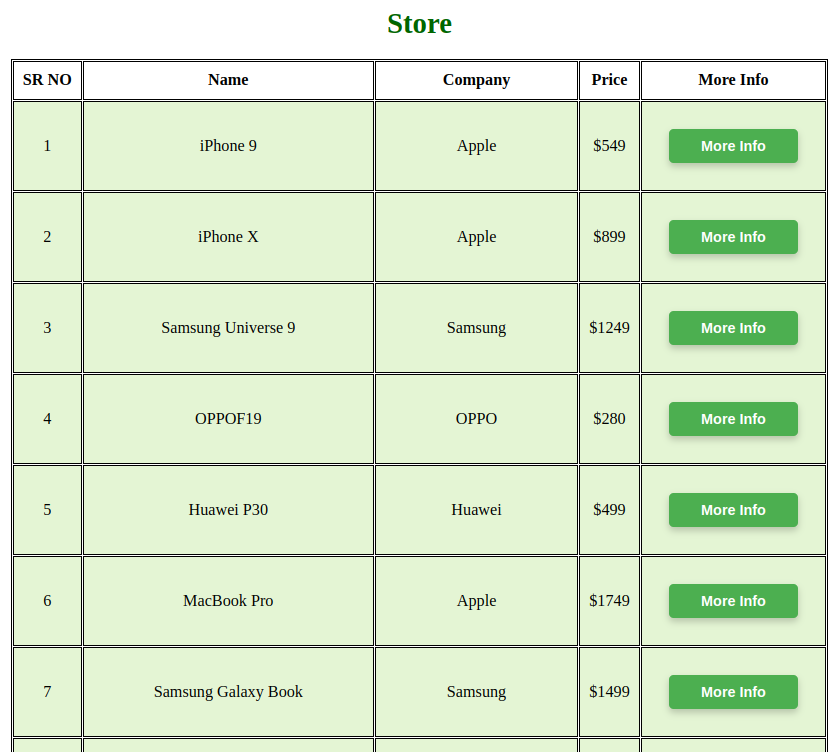 Store
SR NO Name Company Price More Info
1 iPhone 9 Apple $549 More Info
2 iPhone X Apple $899 More Info
3 Samsung Universe 9 Samsung $1249 More Info
4 OPPOF19 OPPO $280 More Info
5 Huawei P30 Huawei $499 More Info
6 MacBook Pro Apple $1749 More Info
7 Samsung Galaxy Book Samsung $1499 More Info